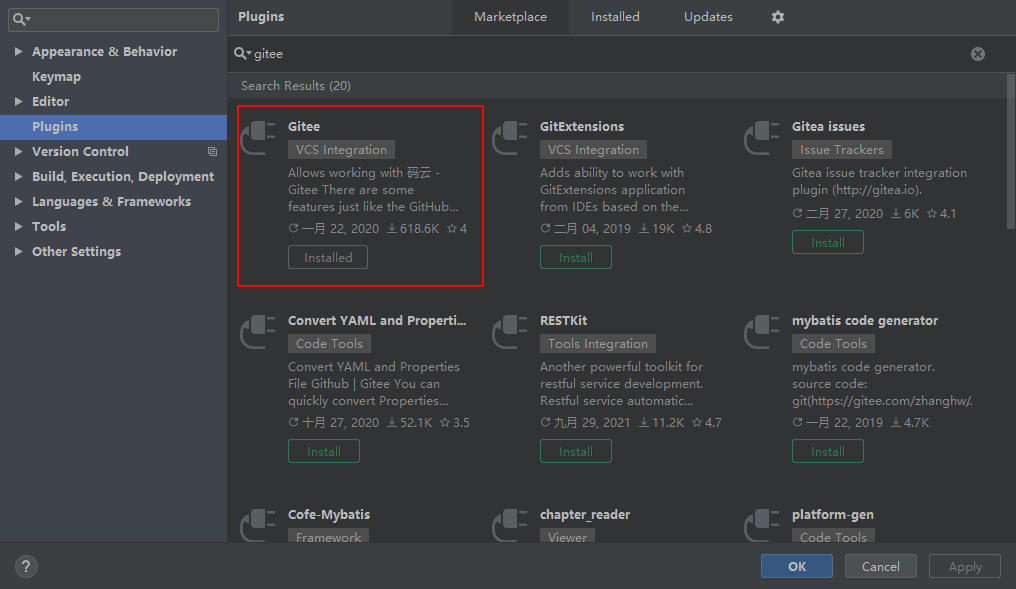 Plugins
Marketplace
Installed
Updates
Appearance & Behavior
Keymap
Editor
Plugins
Version Control
Build, Execution, Deployment
Languages & Frameworks
Tools
Other Settings
gitee
Search Results (20)
Gitee
VCS Integration
Allows working with 码云 -
Gitee There are some
features just like the GitHub...
一月 22, 2020 618.6K 4
Installed
GitExtensions
VCS Integration
Adds ability to work with
GitExtensions application
from IDEs based on the...
二月 04, 2019 19K 4.8
Install
Gitea issues
Issue Trackers
Gitea issue tracker integration
plugin (http://gitea.io).
二月 27, 2020 6K 4.1
Install
Convert YAML and Properti...
Code Tools
Convert YAML and Properties
File Github | Gitee You can
quickly convert Properties...
十月 27, 2020 52.1K 3.5
Install
RESTKit
Tools Integration
Another powerful toolkit for
restful service development.
Restful service automatic...
九月 29, 2021 11.2K 4.7
Install
mybatis code generator
Code Tools
mybatis code generator.
source code:
git(https://gitee.com/zhanghw/.
一月 22, 2019 4.7K
Install
Cofe-Mybatis
Framework
chapter_reader
Viewer
platform-gen
Code Tools
?
OK
Cancel
Apply